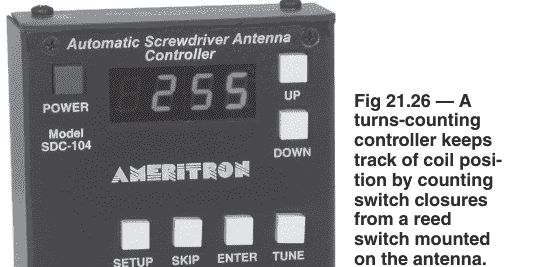 Automatic Screwdriver Antenna
Controller
255
POWER
UP
Model
SDC-104
DOWN
AMERITRON
SETUP SKIP ENTER TUNE
Fig 21.26 — A
turns-counting
controller keeps
track of coil posi-
tion by counting
switch closures
from a reed
switch mounted
on the antenna.